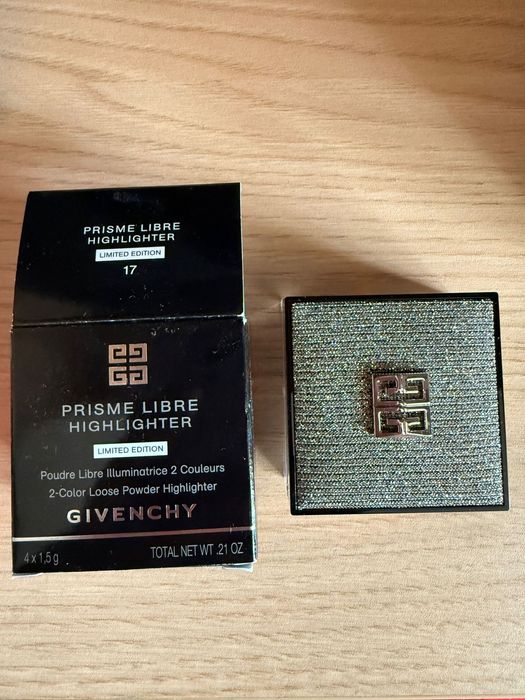 PRISME LIBRE
HIGHLIGHTER
LIMITED EDITION
17
PRISME LIBRE
HIGHLIGHTER
LIMITED EDITION
Poudre Libre Illuminatrice 2 Couleurs
2-Color Loose Powder Highlighter
GIVENCHY
4 x 1,5 g TOTAL NET WT .21 OZ